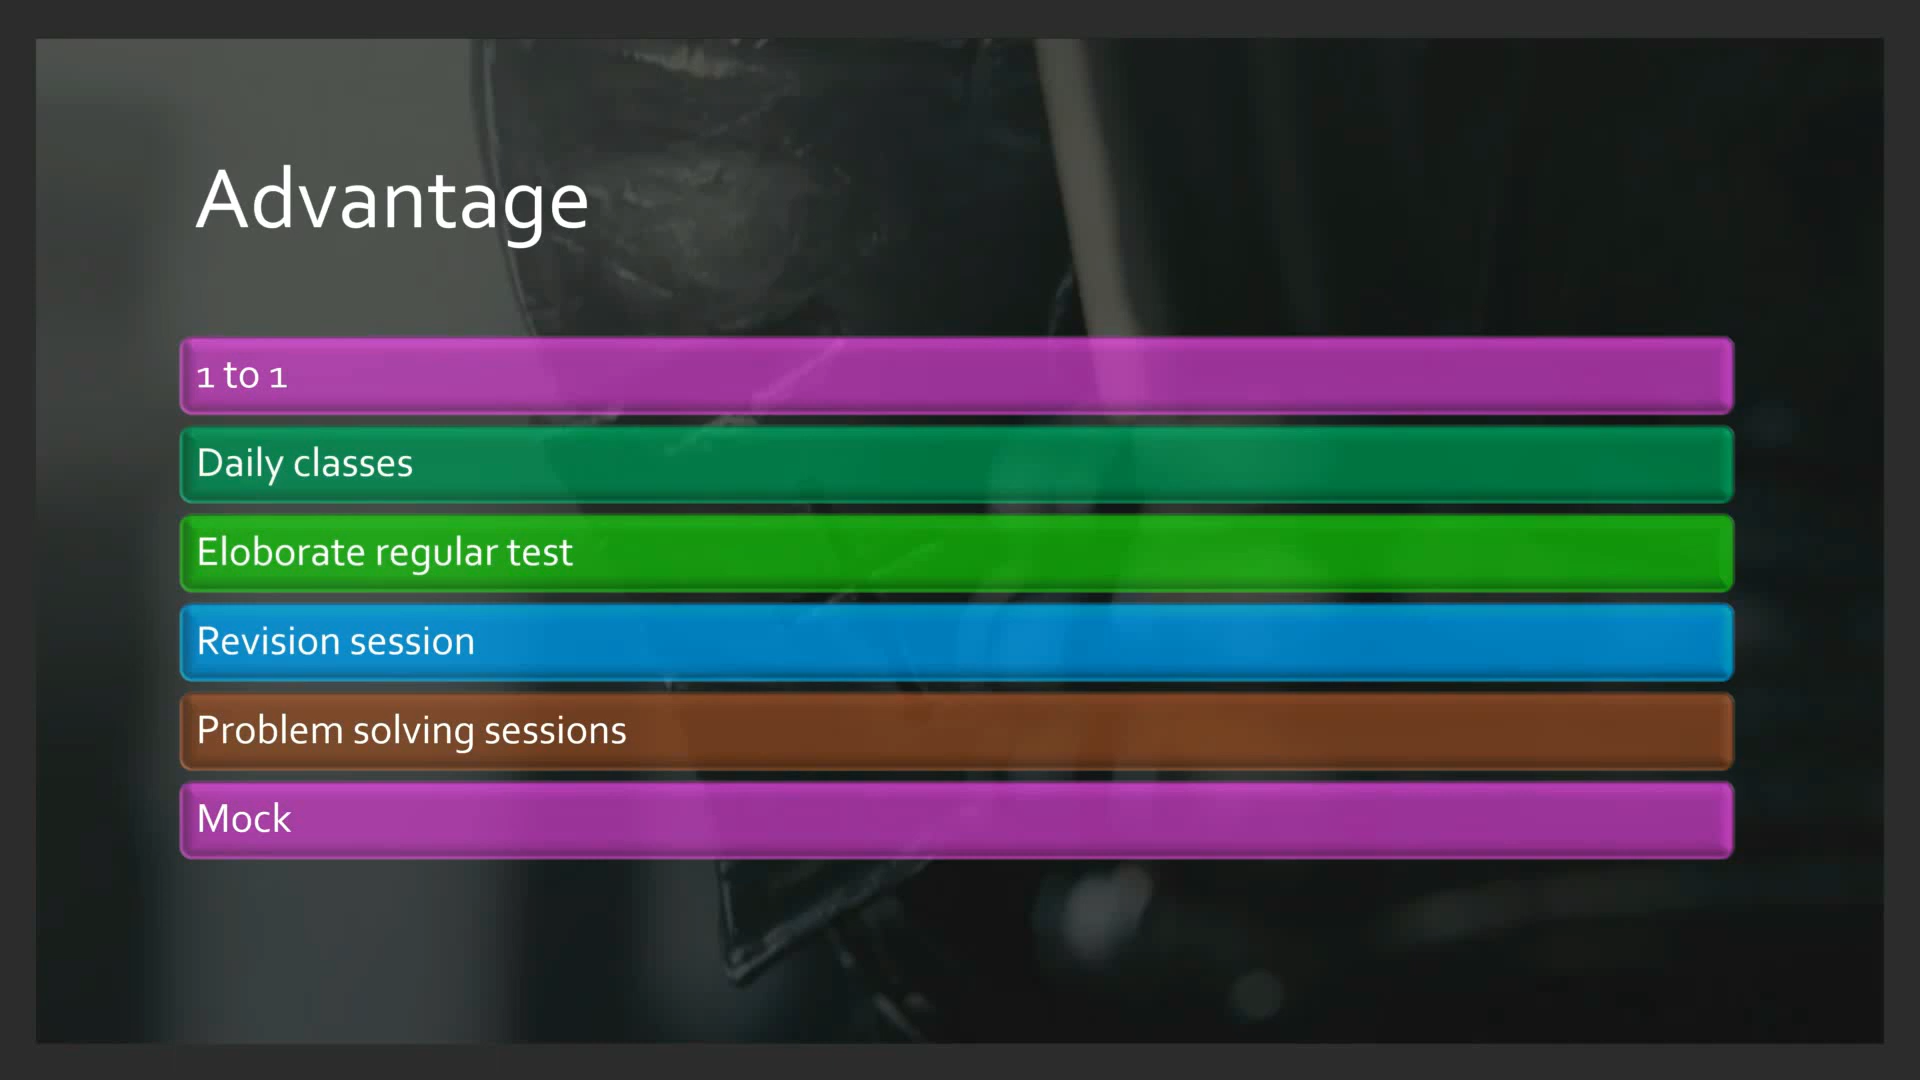 Advantage
1 to 1
Daily classes
Eloborate regular test
Revision session
Problem solving sessions
Mock